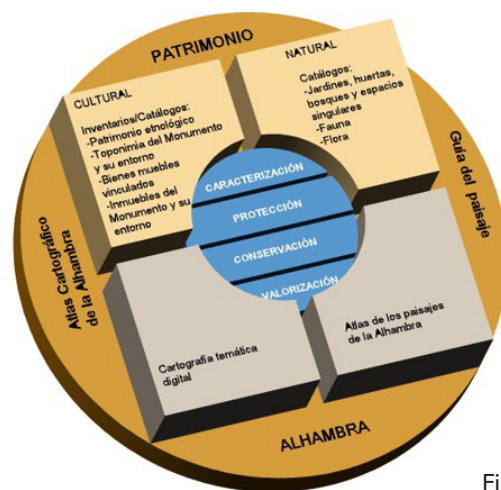 PATRIMONIO
CULTURAL
Inventarios/Catálogos:
-Patrimonio etnológico
-Toponimia del Monumento
y su entorno
-Bienes muebles
vinculados
-Inmuebles del
Monumento y su
entorno
NATURAL
Catálogos:
-Jardines, huertas,
bosques y espacios
singulares
-Fauna
-Flora
CARACTERIZACIÓN
PROTECCIÓN
CONSERVACIÓN
VALORIZACIÓN
Atlas Cartográfico
de la Alhambra
Guía del paisaje
Cartografía temática
digital
Atlas de los paisajes
de la Alhambra
ALHAMBRA
Fi